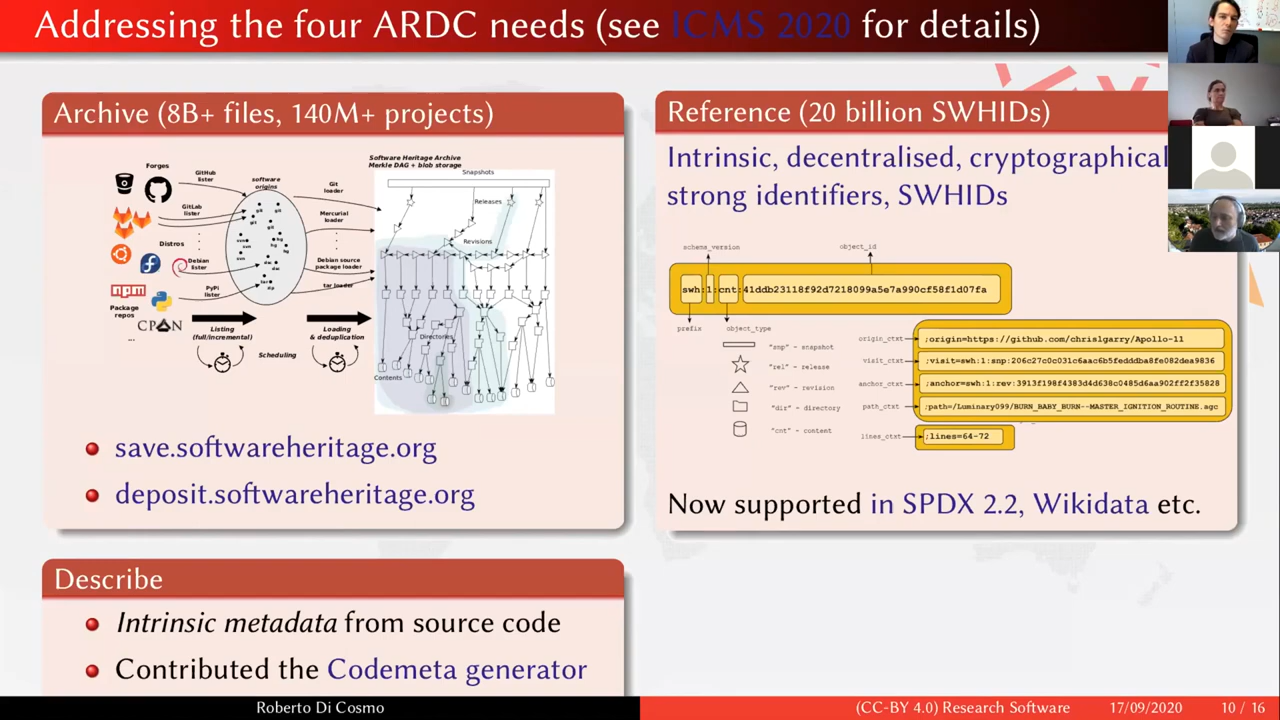 Addressing the four ARDC needs (see ICMS 2020 for details)
Archive (8B+ files, 140M+ projects)
Forges
GitHub
lister
GitLab
lister
Distros
Debian
lister
PyPi
lister
npm
Package
repos
CPAN
...
software
origins
Git
loader
Mercurial
loader
Debian source
package loader
tar loader
Listing
(full/incremental)
Loading
& deduplication
Scheduling
Software Heritage Archive
Merkle DAG + blob storage
Snapshots
Releases
Revisions
Directories
Contents
save.softwareheritage.org
deposit.softwareheritage.org
Describe
Intrinsic metadata from source code
Contributed the Codemeta generator
Reference (20 billion SWHIDs)
Intrinsic, decentralised, cryptographical
strong identifiers, SWHIDs
schema_version
object_id
swh:1:cnt:41ddb23118f92d7218099a5e7a990cf58f1d07fa
prefix
object_type
"snp" - snapshot
"rel" - release
"rev" - revision
"dir" - directory
"cnt" - content
origin_ctxt
;origin=https://github.com/chrislgarry/Apollo-11
visit_ctxt
;visit=swh:1:snp:206c27c0c031c6aac6b5fedddba8fe082dea9836
anchor_ctxt
;anchor=swh:1:rev:3913f198f4383d4d638c0485d6aa902ff2f35828
path_ctxt
;path=/Luminary099/BURN_BABY_BURN--MASTER_IGNITION_ROUTINE.agc
lines_ctxt
;lines=64-72
Now supported in SPDX 2.2, Wikidata etc.
Roberto Di Cosmo
(CC-BY 4.0) Research Software
17/09/2020
10 / 16